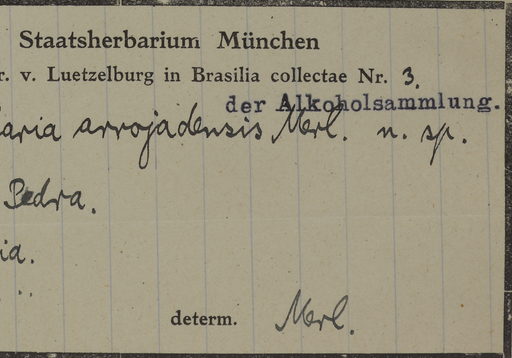 Staatsherbarium München
r. v. Luetzelburg in Brasilia collectae Nr. 3.
der Alkoholsammlung.
aria arrojadensis Merl. n. sp.
Pedra.
ia.
determ. Merl.